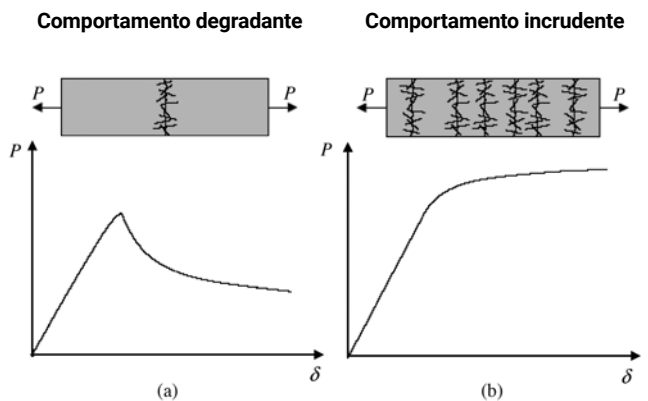 Comportamento degradante
Comportamento incrudente
P
P
P
P
P
δ
(a)
P
δ
(b)